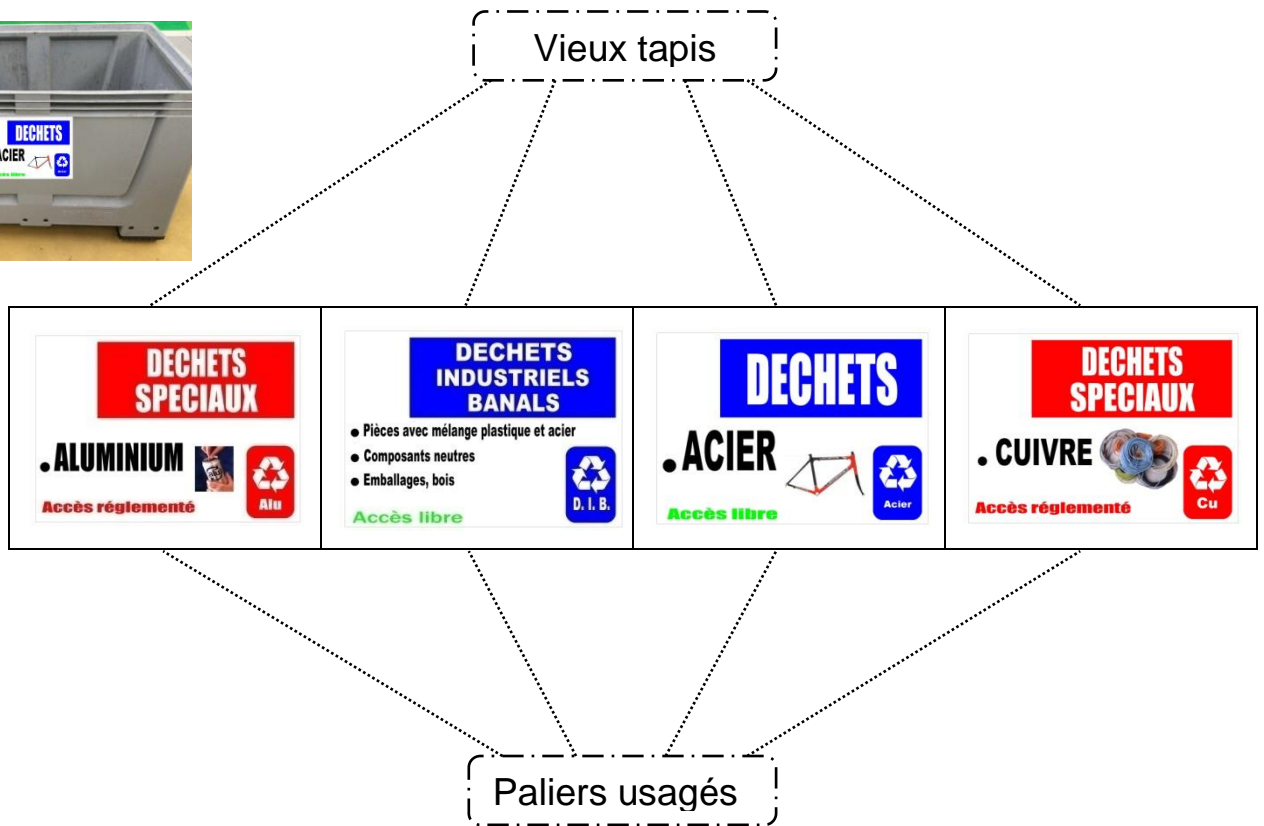 Vieux tapis
DECHETS
ACIER
DECHETS
SPECIAUX
• ALUMINIUM
Alu
Accès réglementé
DECHETS
INDUSTRIELS
BANALS
• Pièces avec mélange plastique et acier
• Composants neutres
• Emballages, bois
D. I. B.
Accès libre
DECHETS
• ACIER
Acier
Accès libre
DECHETS
SPECIAUX
• CUIVRE
Cu
Accès réglementé
Paliers usagés